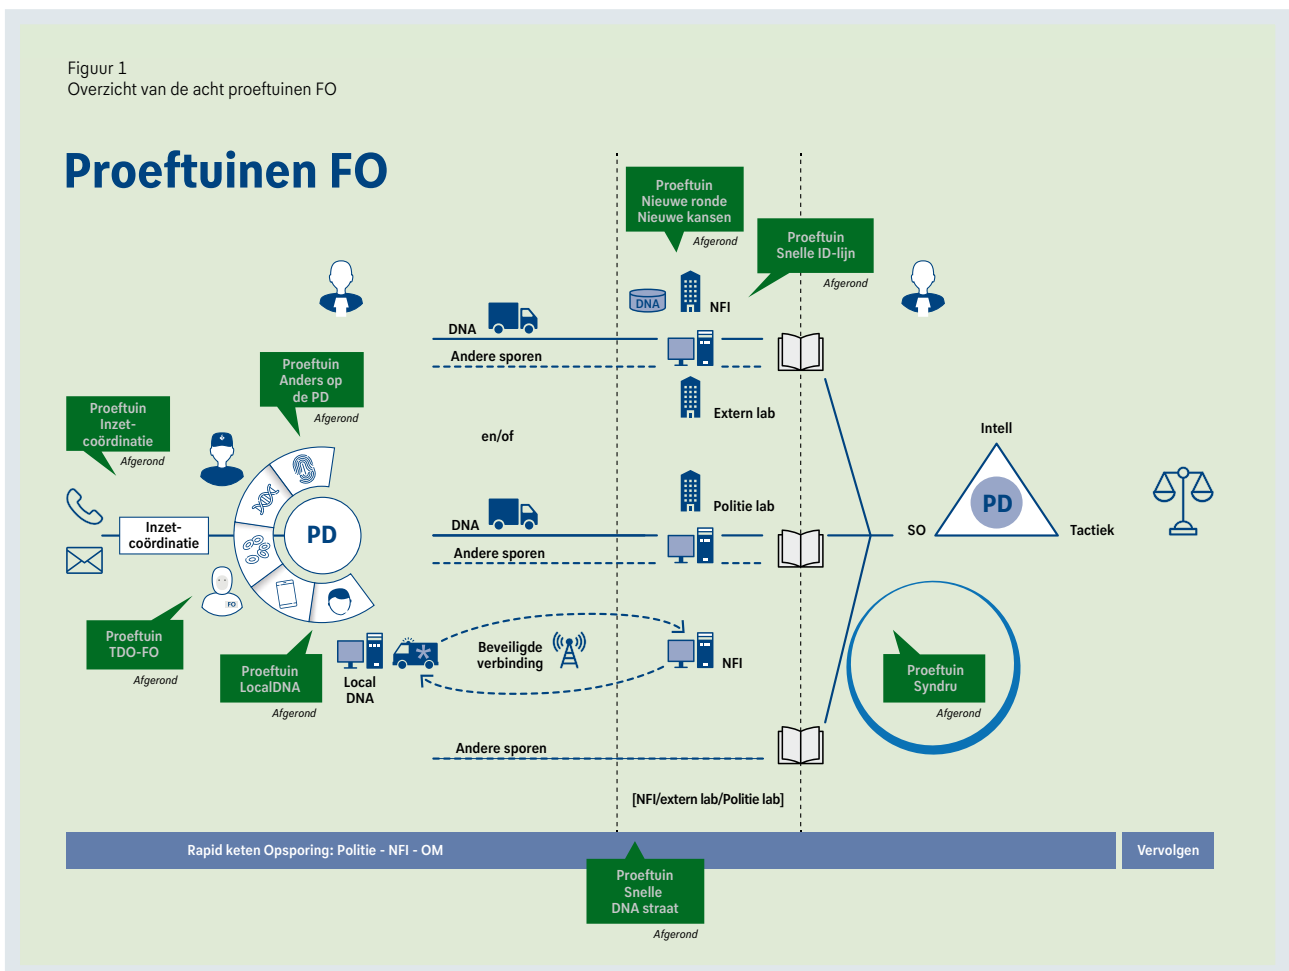 Figuur 1
Overzicht van de acht proeftuinen FO
Proeftuinen FO
Proeftuin
Nieuwe ronde
Nieuwe kansen
Afgerond
Proeftuin
Snelle ID-lijn
Afgerond
DNA
NFI
DNA
Andere sporen
Proeftuin
Anders op
de PD
Afgerond
Proeftuin
Inzet-
coördinatie
Afgerond
Extern lab
en/of
Intell
PD
SO
Tactiek
Politie lab
Inzet-
coördinatie
PD
DNA
Andere sporen
FO
Proeftuin
TDO-FO
Afgerond
Proeftuin
LocalDNA
Afgerond
Local
DNA
Beveiligde
verbinding
NFI
Proeftuin
Syndru
Afgerond
Andere sporen
[NFI/extern lab/Politie lab]
Rapid keten Opsporing: Politie - NFI - OM
Vervolgen
Proeftuin
Snelle
DNA straat
Afgerond